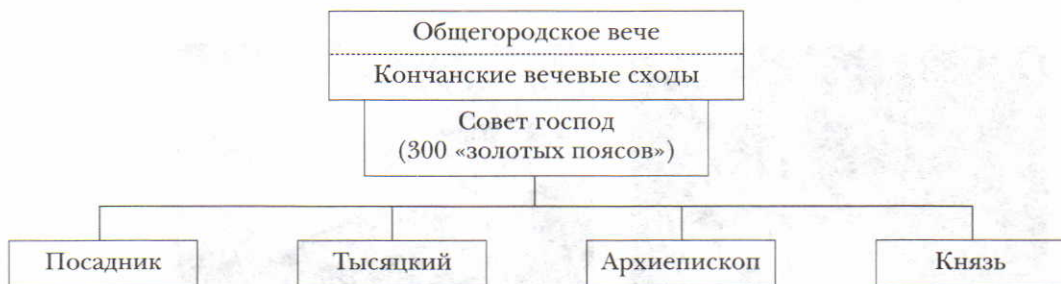 Общегородское вече
Кончанские вечевые сходы
Совет господ
(300 «золотых поясов»)
Посадник
Тысяцкий
Архиепископ
Князь